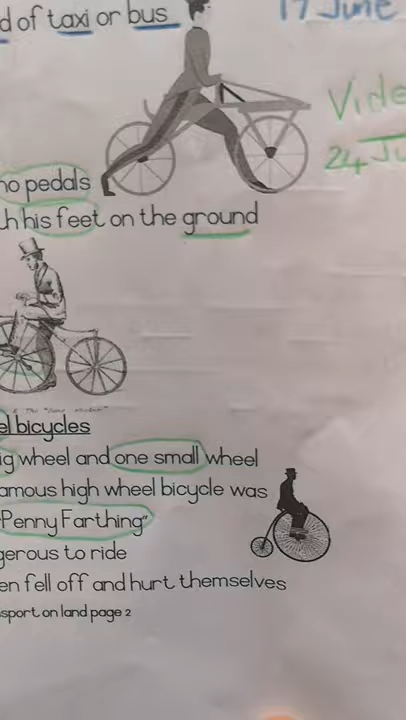 d of taxi or bus
17 June
Vide
24 Ju
no pedals
h his feet on the ground
el bicycles
ig wheel and one small wheel
amous high wheel bicycle was
Penny Farthing"
gerous to ride
en fell off and hurt themselves
sport on land page 2